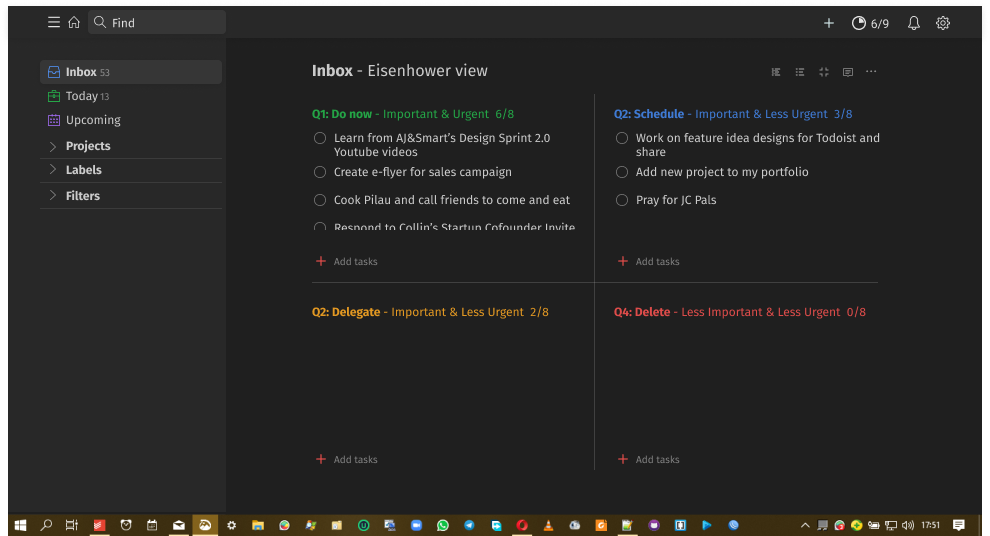 Find
6/9
Inbox 53
Today 13
Upcoming
Projects
Labels
Filters
Inbox - Eisenhower view
Q1: Do now - Important & Urgent 6/8
Learn from AJ&Smart's Design Sprint 2.0
Youtube videos
Create e-flyer for sales campaign
Cook Pilau and call friends to come and eat
Respond to Collin's Startup Cofounder Invite
Add tasks
Q2: Schedule - Important & Less Urgent 3/8
Work on feature idea designs for Todoist and
share
Add new project to my portfolio
Pray for JC Pals
Add tasks
Q2: Delegate - Important & Less Urgent 2/8
Add tasks
Q4: Delete - Less Important & Less Urgent 0/8
Add tasks
17:51